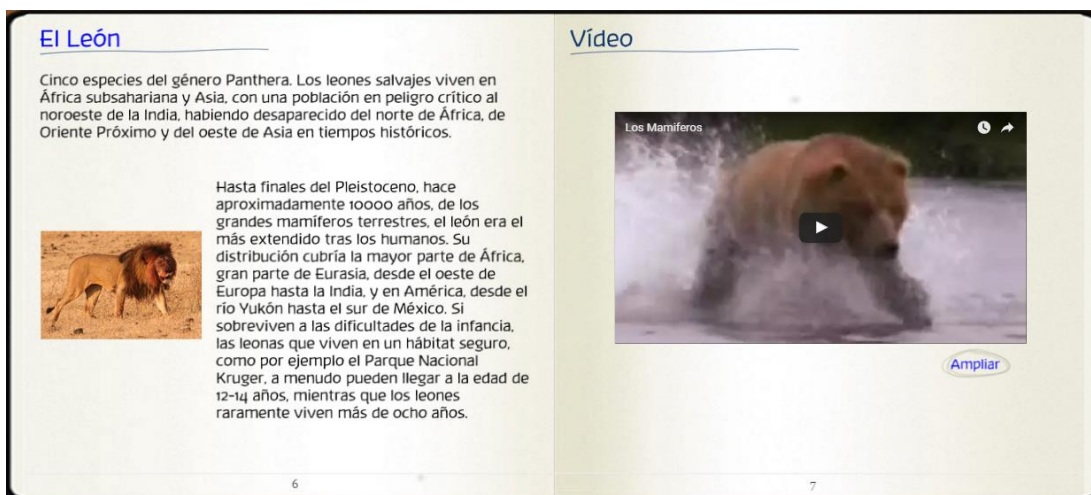 El León
Cinco especies del género Panthera. Los leones salvajes viven en
África subsahariana y Asia, con una población en peligro crítico al
noroeste de la India, habiendo desaparecido del norte de África, de
Oriente Próximo y del oeste de Asia en tiempos históricos.
Hasta finales del Pleistoceno, hace
aproximadamente 10000 años, de los
grandes mamíferos terrestres, el león era el
más extendido tras los humanos. Su
distribución cubría la mayor parte de África,
gran parte de Eurasia, desde el oeste de
Europa hasta la India, y en América, desde el
río Yukón hasta el sur de México. Si
sobreviven a las dificultades de la infancia,
las leonas que viven en un hábitat seguro,
como por ejemplo el Parque Nacional
Kruger, a menudo pueden llegar a la edad de
12-14 años, mientras que los leones
raramente viven más de ocho años.
6
Vídeo
Los Mamiferos
Ampliar
7